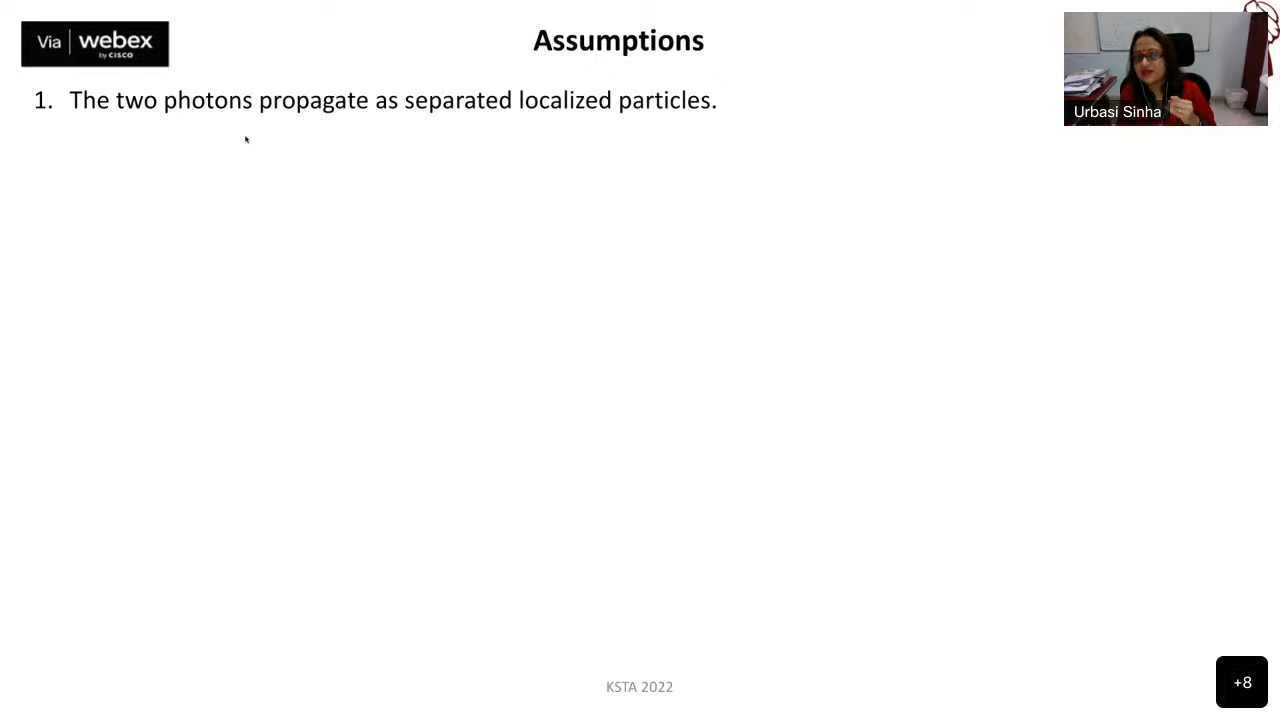 Via webex
by CISCO
Assumptions
1. The two photons propagate as separated localized particles.
Urbasi Sinha
KSTA 2022
+8